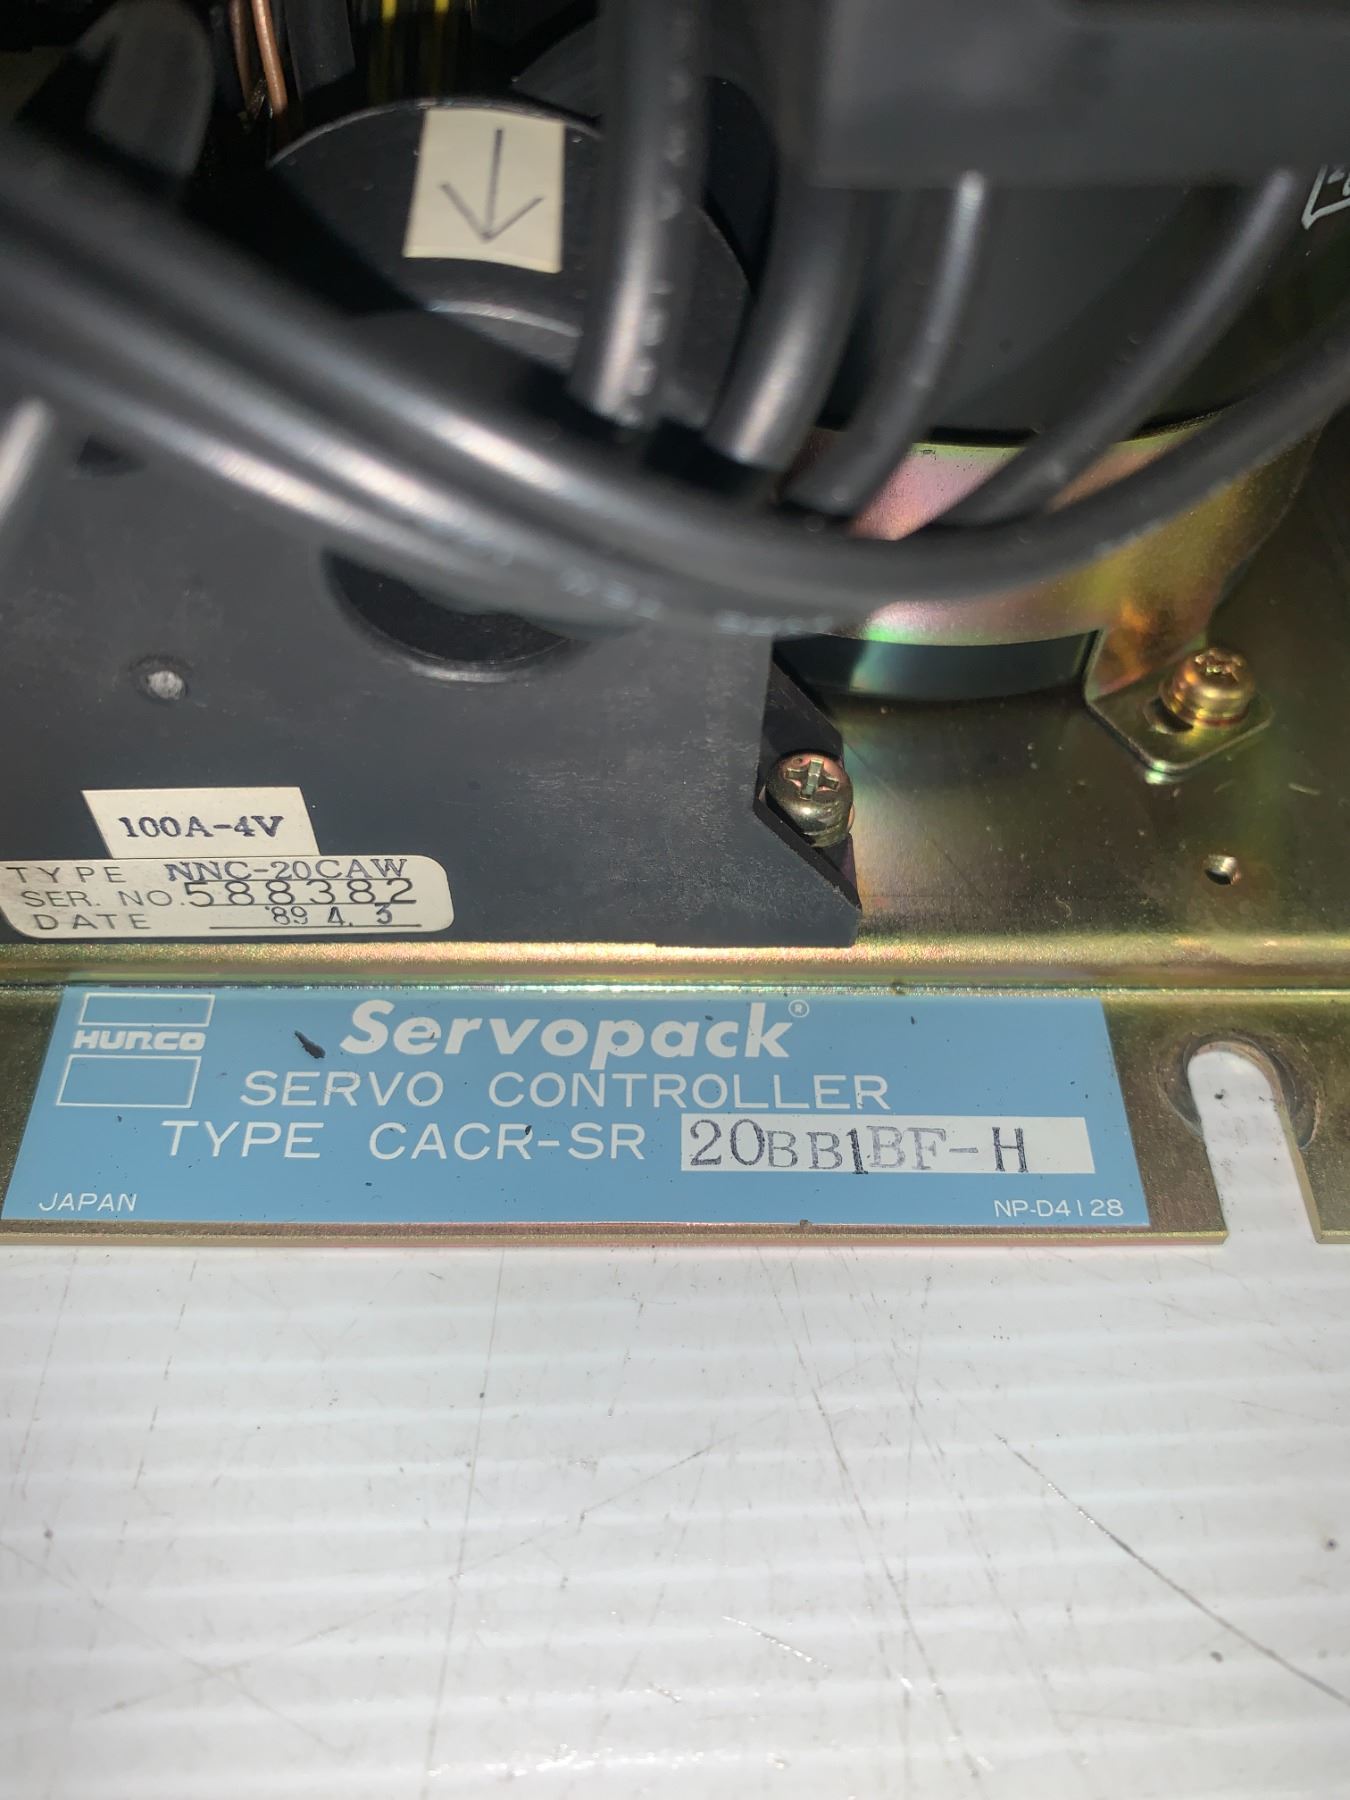 100A-4V
TYPE NNC-20CAW
SER. NO. 588382
DATE '89 4. 3
HURCO
Servopack®
SERVO CONTROLLER
TYPE CACR-SR 20BB1BF-H
JAPAN
NP-D4128